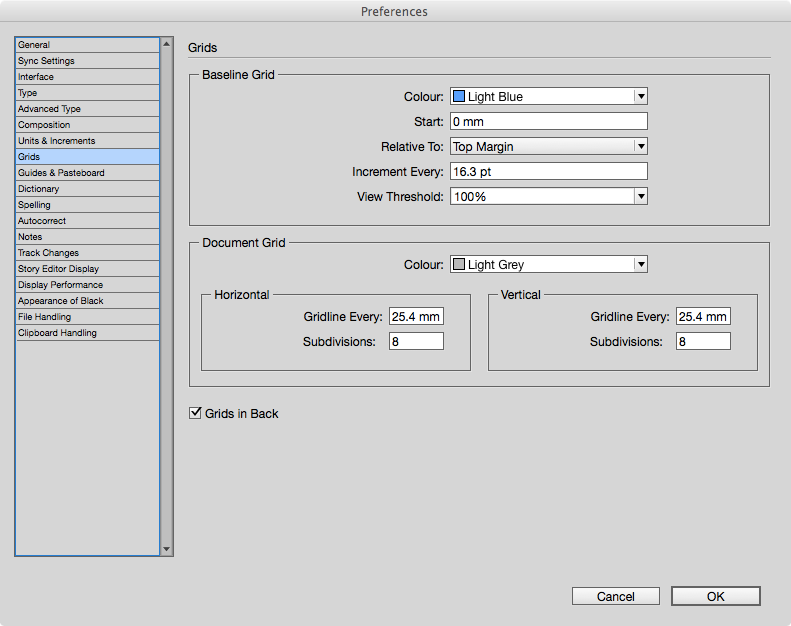 Preferences
General
Sync Settings
Interface
Type
Advanced Type
Composition
Units & Increments
Grids
Guides & Pasteboard
Dictionary
Spelling
Autocorrect
Notes
Track Changes
Story Editor Display
Display Performance
Appearance of Black
File Handling
Clipboard Handling
Grids
Baseline Grid
Colour: Light Blue
Start: 0 mm
Relative To: Top Margin
Increment Every: 16.3 pt
View Threshold: 100%
Document Grid
Colour: Light Grey
Horizontal
Gridline Every: 25.4 mm
Subdivisions: 8
Vertical
Gridline Every: 25.4 mm
Subdivisions: 8
Grids in Back
Cancel OK